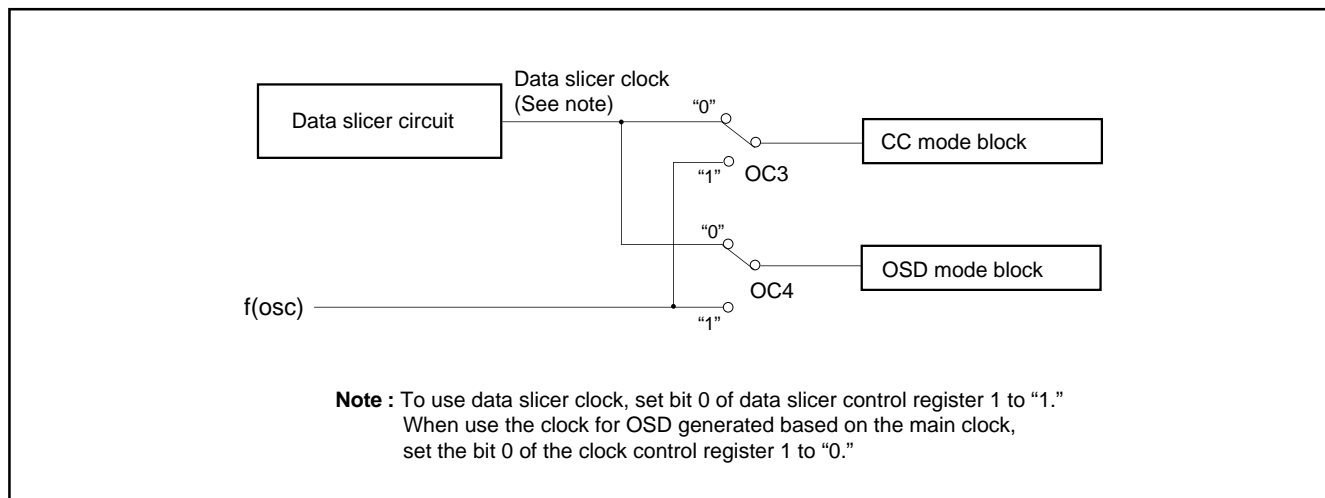 Data slicer clock
(See note)
Data slicer circuit
“0”
CC mode block
“1”
OC3
“0”
OSD mode block
OC4
f(osc)
“1”
Note : To use data slicer clock, set bit 0 of data slicer control register 1 to “1.”
When use the clock for OSD generated based on the main clock,
set the bit 0 of the clock control register 1 to “0.”